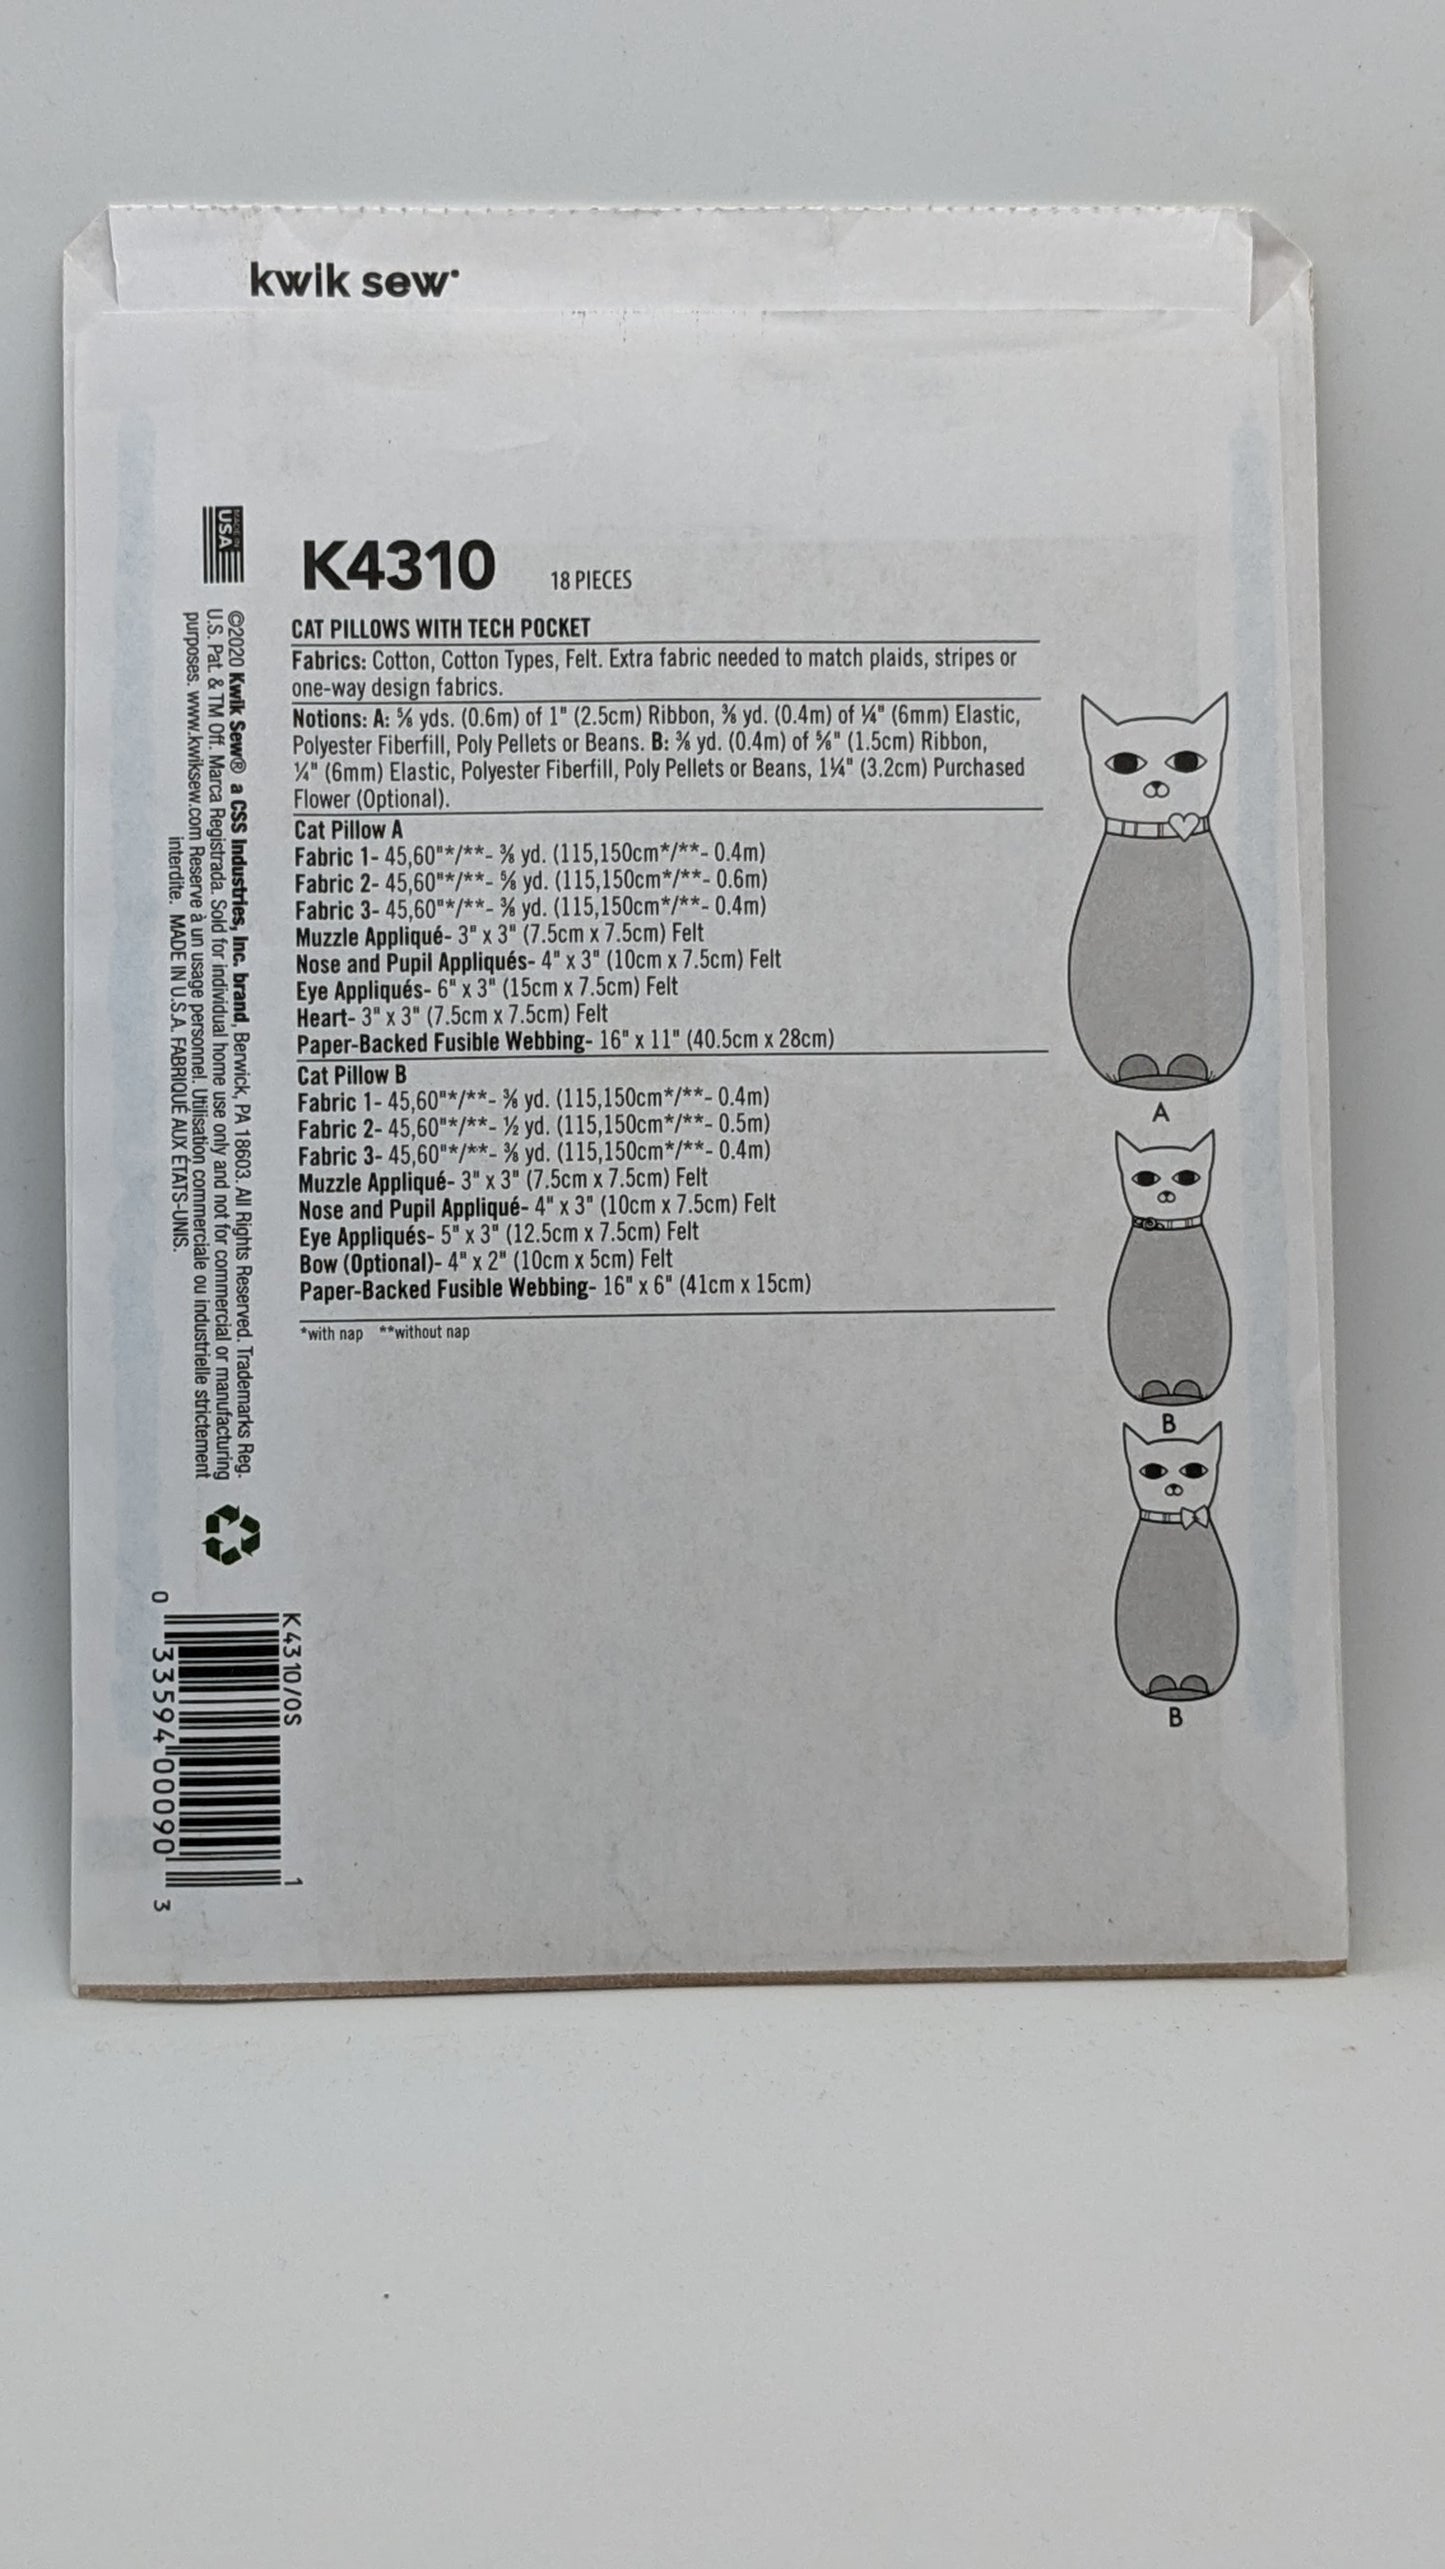 kwik sew®
K4310 18 PIECES
CAT PILLOWS WITH TECH POCKET
Fabrics: Cotton, Cotton Types, Felt. Extra fabric needed to match plaids, stripes or
one-way design fabrics.
Notions: A: ⅝ yds. (0.6m) of 1" (2.5cm) Ribbon, ⅜ yd. (0.4m) of ¼" (6mm) Elastic,
Polyester Fiberfill, Poly Pellets or Beans. B: ⅜ yd. (0.4m) of ⅝" (1.5cm) Ribbon,
¼" (6mm) Elastic, Polyester Fiberfill, Poly Pellets or Beans, 1¼" (3.2cm) Purchased
Flower (Optional).
Cat Pillow A
Fabric 1- 45,60"*/**- ⅜ yd. (115,150cm*/**- 0.4m)
Fabric 2- 45,60"*/**- ⅝ yd. (115,150cm*/**- 0.6m)
Fabric 3- 45,60"*/**- ⅜ yd. (115,150cm*/**- 0.4m)
Muzzle Appliqué- 3" x 3" (7.5cm x 7.5cm) Felt
Nose and Pupil Appliqués- 4" x 3" (10cm x 7.5cm) Felt
Eye Appliqués- 6" x 3" (15cm x 7.5cm) Felt
Heart- 3" x 3" (7.5cm x 7.5cm) Felt
Paper-Backed Fusible Webbing- 16" x 11" (40.5cm x 28cm)
Cat Pillow B
Fabric 1- 45,60"*/**- ⅜ yd. (115,150cm*/**- 0.4m)
Fabric 2- 45,60"*/**- ½ yd. (115,150cm*/**- 0.5m)
Fabric 3- 45,60"*/**- ⅜ yd. (115,150cm*/**- 0.4m)
Muzzle Appliqué- 3" x 3" (7.5cm x 7.5cm) Felt
Nose and Pupil Appliqué- 4" x 3" (10cm x 7.5cm) Felt
Eye Appliqués- 5" x 3" (12.5cm x 7.5cm) Felt
Bow (Optional)- 4" x 2" (10cm x 5cm) Felt
Paper-Backed Fusible Webbing- 16" x 6" (41cm x 15cm)
*with nap **without nap
A
B
B
MADE IN
USA
©2020 Kwik Sew® a CSS Industries, Inc. brand, Berwick, PA 18603. All Rights Reserved. Trademarks Reg.
U.S. Pat. & TM Off. Marca Registrada. Sold for individual home use only and not for commercial or manufacturing
purposes. www.kwiksew.com Reserve à un usage personnel. Utilisation commerciale ou industrielle strictement
interdite. MADE IN U.S.A. FABRIQUÉ AUX ÉTATS-UNIS.
K4310/OS 1
0 33594 00090 3